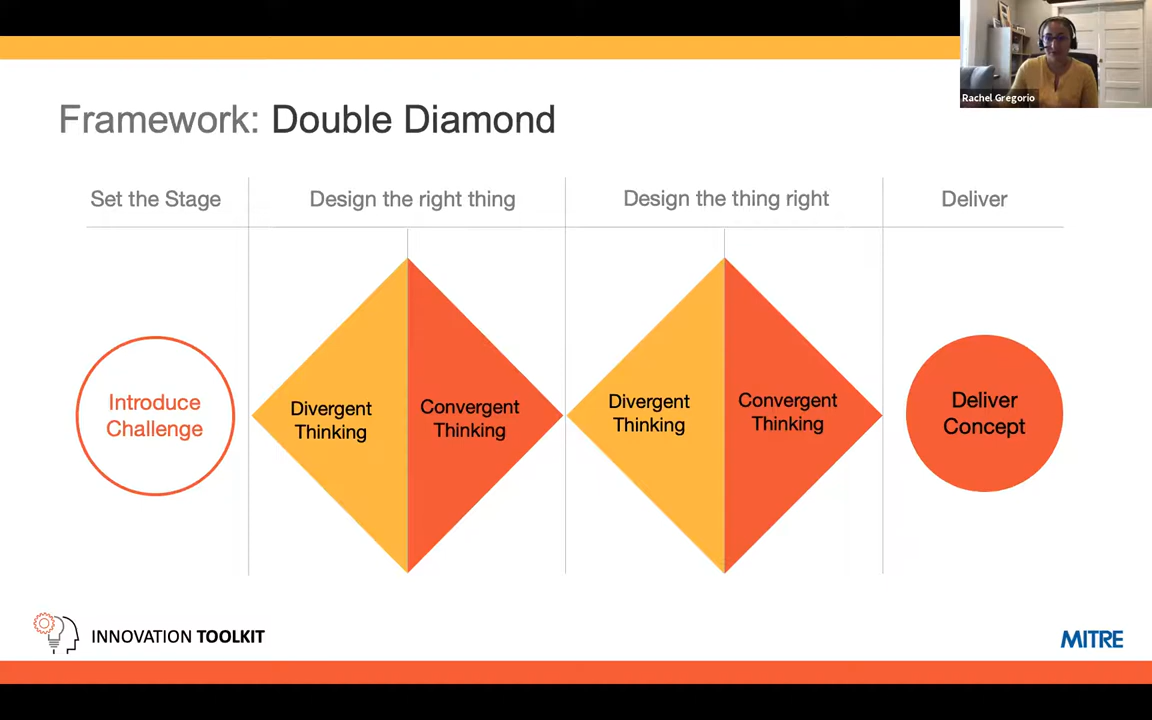 Rachel Gregorio
Framework: Double Diamond
Set the Stage
Design the right thing
Design the thing right
Deliver
Introduce
Challenge
Divergent
Thinking
Convergent
Thinking
Divergent
Thinking
Convergent
Thinking
Deliver
Concept
INNOVATION TOOLKIT
MITRE